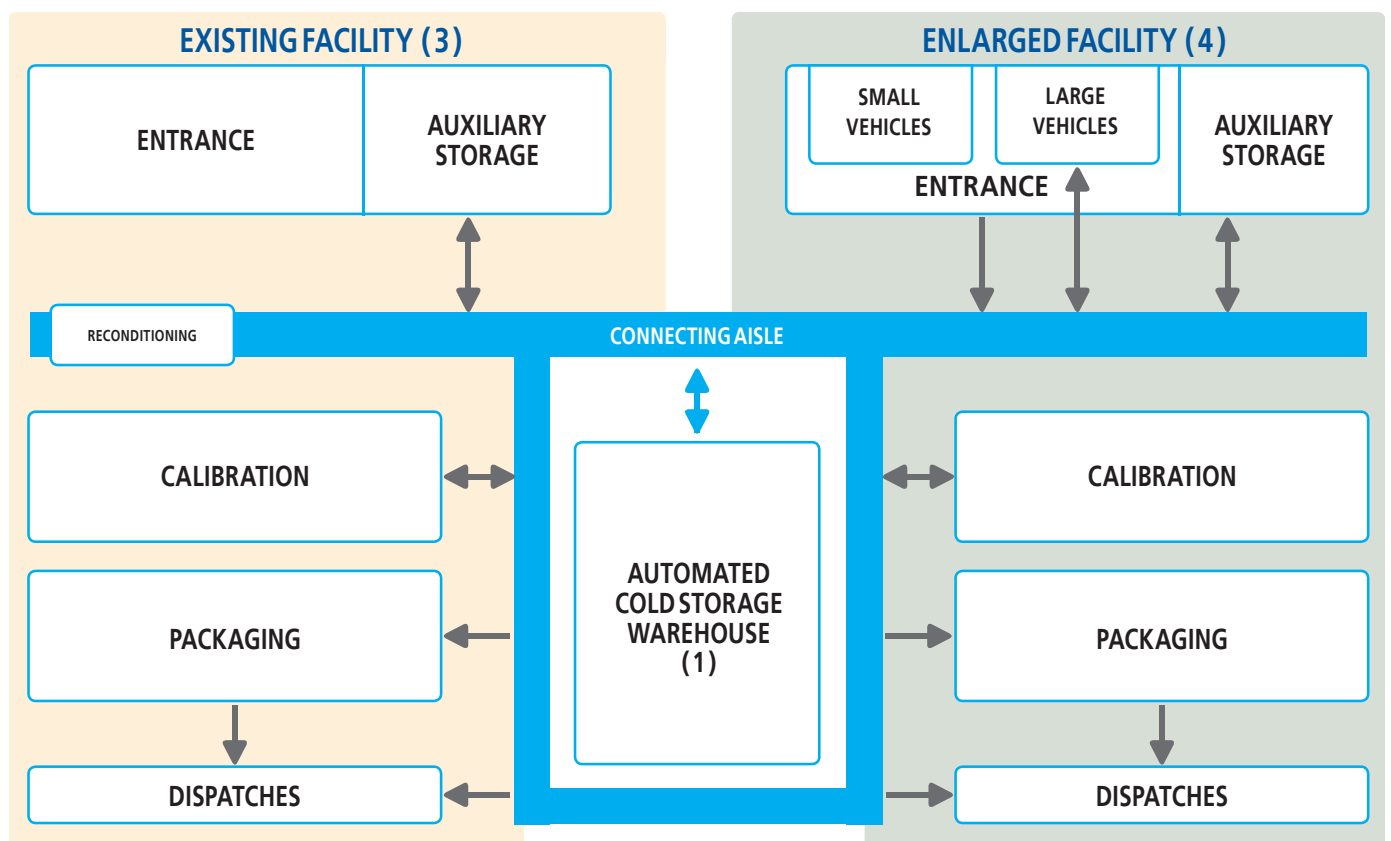 EXISTING FACILITY (3)
ENTRANCE
AUXILIARY
STORAGE
ENLARGED FACILITY (4)
SMALL
VEHICLES
LARGE
VEHICLES
ENTRANCE
AUXILIARY
STORAGE
RECONDITIONING
CONNECTING AISLE
CALIBRATION
PACKAGING
DISPATCHES
AUTOMATED
COLD STORAGE
WAREHOUSE
(1)
CALIBRATION
PACKAGING
DISPATCHES